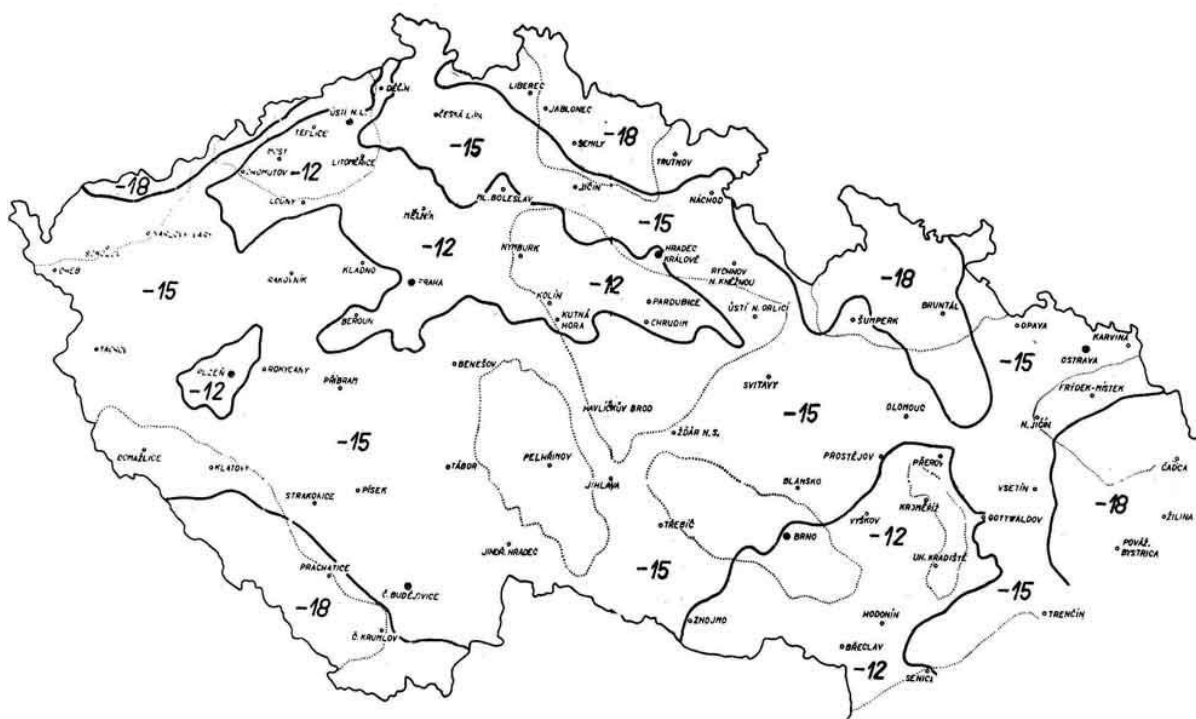 DĚČÍN
LIBEREC
JABLONEC
ÚSTÍ N.L.
TEPLICE
ČESKÁ LÍPA
-15
-18
SEMILY
TRUTNOV
MOST
CHOMUTOV
-12
LITOMĚŘICE
-18
LOUNY
ML. BOLESLAV
JIČÍN
NÁCHOD
MĚLNÍK
-15
KARLOVY VARY
-12
NYMBURK
HRADEC
KRÁLOVÉ
CHEB
-15
RAKOVNÍK
KLADNO
PRAHA
-12
RYCHNOV
N. KNĚŽNOU
-18
KOLÍN
PARDUBICE
BEROUN
KUTNÁ
HORA
CHRUDIM
ÚSTÍ N. ORLICÍ
ŠUMPERK
BRUNTÁL
OPAVA
KARVINÁ
OSTRAVA
-15
TACHOV
PLZEŇ
-12
ROKYCANY
PŘÍBRAM
BENEŠOV
SVITAVY
FRÝDEK-MÍSTEK
HAVLÍČKŮV BROD
-15
OLOMOUC
N. JIČÍN
-15
ŽĎÁR N.S.
DOMAŽLICE
KLATOVY
TÁBOR
PELHŘIMOV
PROSTĚJOV
PŘEROV
ČADCA
STRAKONICE
PÍSEK
JIHLAVA
BLANSKO
VSETÍN
-18
KROMĚŘÍŽ
VYŠKOV
-12
GOTTWALDOV
ŽILINA
TŘEBÍČ
BRNO
POVÁŽ.
BYSTRICA
JINDŘ. HRADEC
PRACHATICE
-15
UH. HRADIŠTĚ
Č. BUDĚJOVICE
-18
-15
TRENČÍN
ZNOJMO
HODONÍN
Č. KRUMLOV
BŘECLAV
-12
SENICA